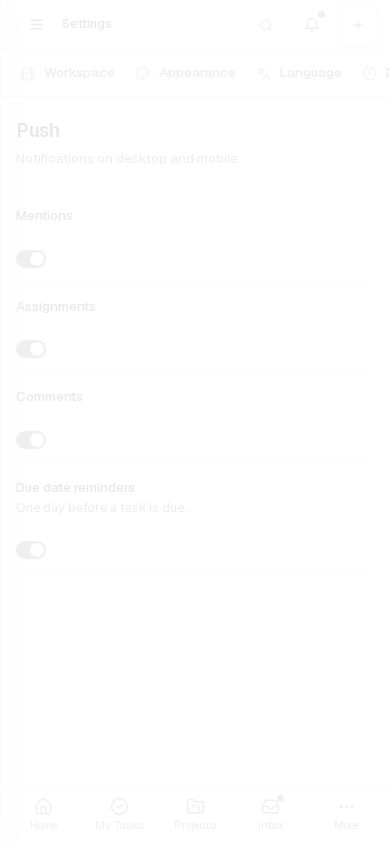 Settings
Workspace Appearance Language
Push
Notifications on desktop and mobile.
Mentions
Assignments
Comments
Due date reminders
One day before a task is due.
Home My Tasks Projects Inbox More